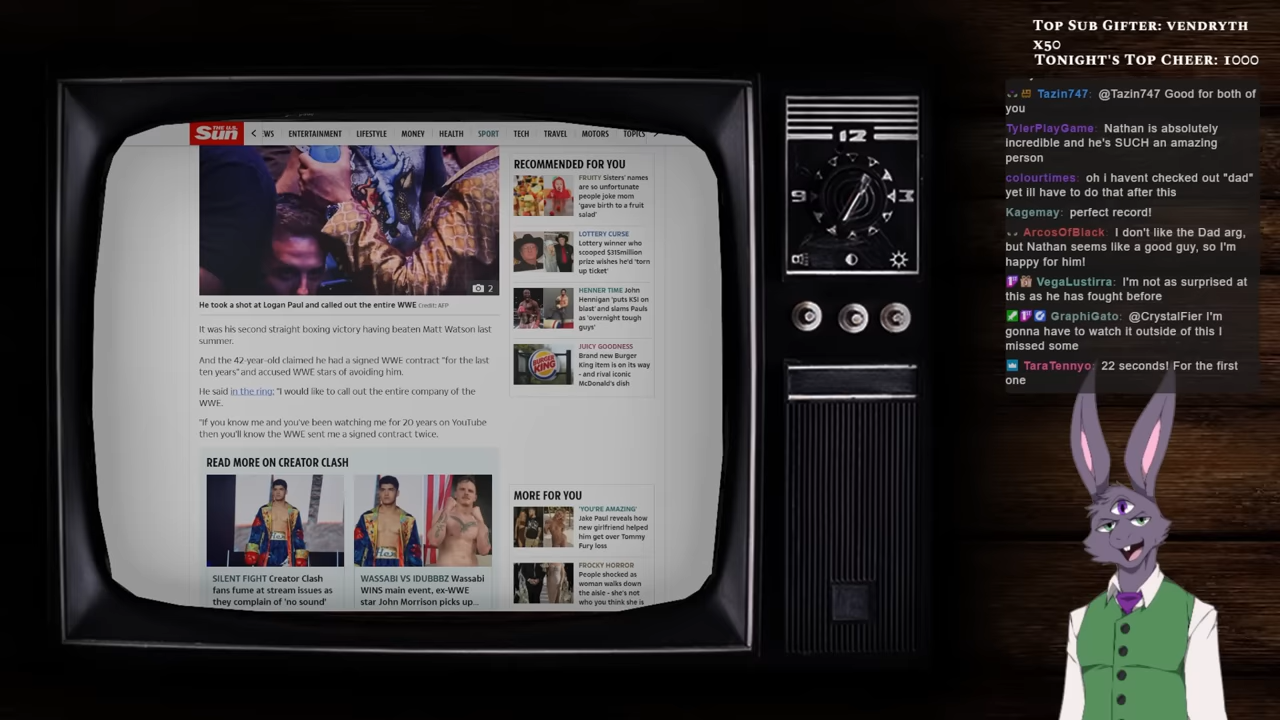 TOP SUB GIFTER: VENDRYTH
X50
TONIGHT'S TOP CHEER: 1000
Tazin747: @Tazin747 Good for both of
you
TylerPlayGame: Nathan is absolutely
incredible and he's SUCH an amazing
person
colourtimes: oh i havent checked out "dad"
yet ill have to do that after this
Kagemay: perfect record!
ArcosOfBlack: I don't like the Dad arg,
but Nathan seems like a good guy, so I'm
happy for him!
VegaLustirra: I'm not as surprised
at this as he has fought before
GraphiGato: @CrystalFier I'm
gonna have to watch it outside of this I
missed some
TaraTennyo: 22 seconds! For the first
one
THE U.S. Sun
WS ENTERTAINMENT LIFESTYLE MONEY HEALTH SPORT TECH TRAVEL MOTORS TOPICS
2
He took a shot at Logan Paul and called out the entire WWE Credit: AFP
It was his second straight boxing victory having beaten Matt Watson last
summer.
And the 42-year-old claimed he had a signed WWE contract "for the last
ten years" and accused WWE stars of avoiding him.
He said in the ring: "I would like to call out the entire company of the
WWE.
"If you know me and you've been watching me for 20 years on YouTube
then you'll know the WWE sent me a signed contract twice.
READ MORE ON CREATOR CLASH
SILENT FIGHT Creator Clash
fans fume at stream issues as
they complain of 'no sound'
WASSABI VS IDUBBBZ Wassabi
WINS main event, ex-WWE
star John Morrison picks up...
RECOMMENDED FOR YOU
FRUITY Sisters' names
are so unfortunate
people joke mom
'gave birth to a fruit
salad'
LOTTERY CURSE
Lottery winner who
scooped $315million
prize wishes he'd 'torn
up ticket'
HENNER TIME John
Hennigan 'puts KSI on
blast' and slams Pauls
as 'overnight tough
guys'
BURGER KING
JUICY GOODNESS
Brand new Burger
King item is on its way
- and rival iconic
McDonald's dish
MORE FOR YOU
'YOU'RE AMAZING'
Jake Paul reveals how
new girlfriend helped
him get over Tommy
Fury loss
FROCKY HORROR
People shocked as
woman walks down
the aisle - she's not
who you think she is
12
3
9